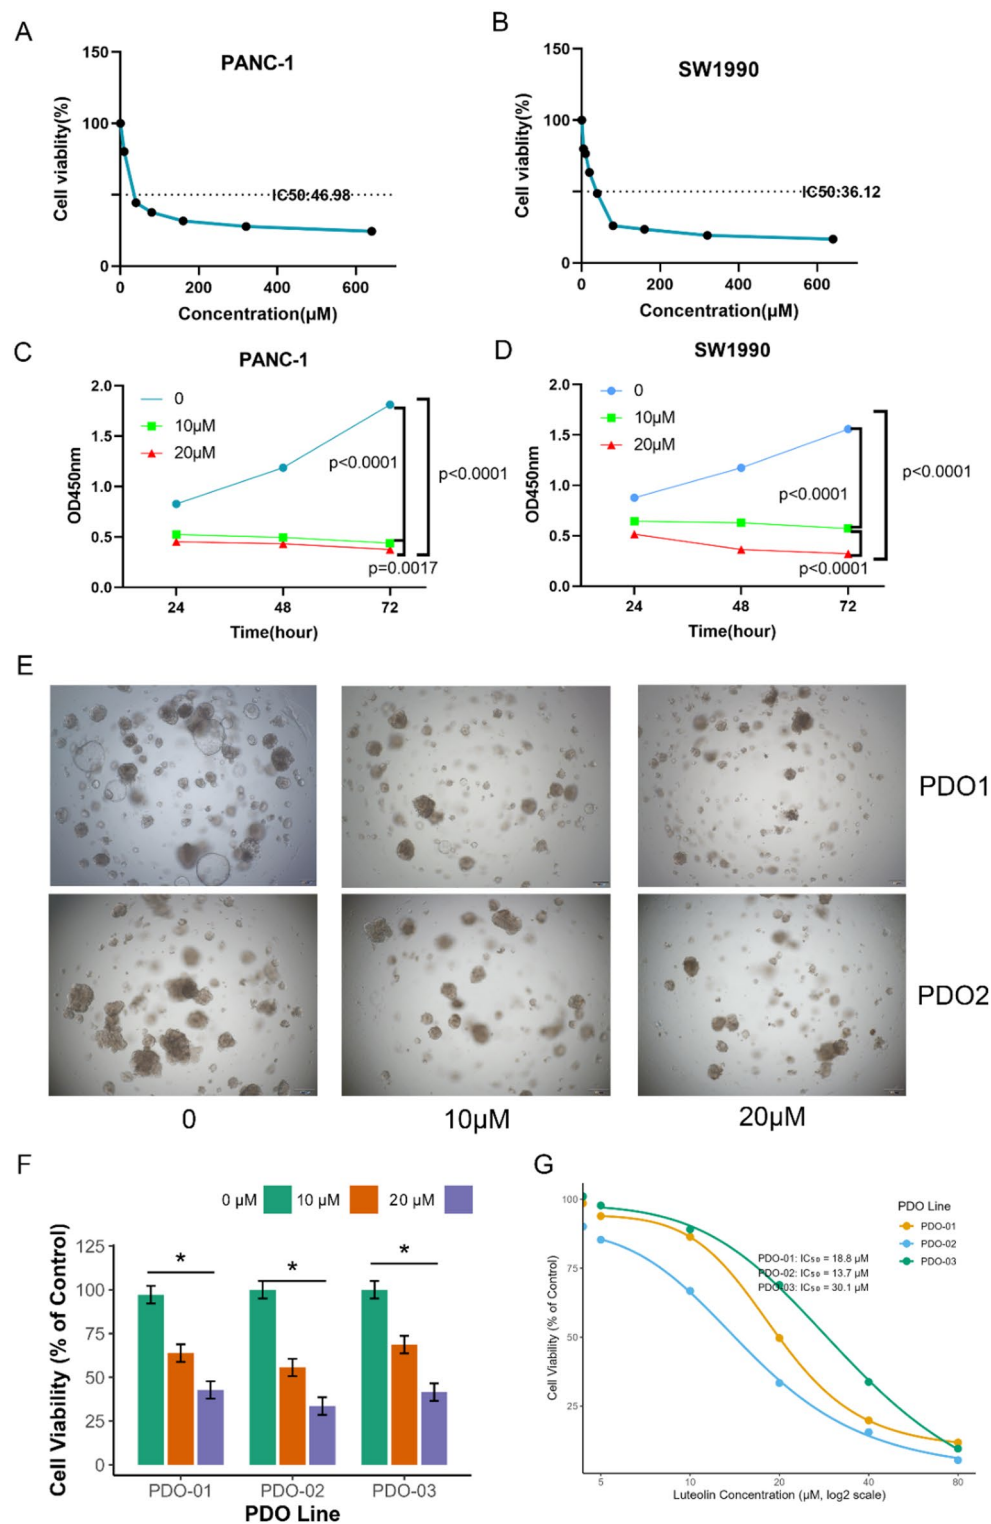 A
PANC-1
150
100
0
Cell viablity(%)
IC50:46.98
0 200 400 600
Concentration(μM)
B
SW1990
150
100
0
Cell viablity(%)
IC50:36.12
0 200 400 600
Concentration(μM)
C
PANC-1
2.0
1.5
1.0
0.5
0.0
OD450nm
0
10μM
20μM
p<0.0001
p<0.0001
p=0.0017
24 48 72
Time(hour)
D
SW1990
2.0
1.5
1.0
0.5
0.0
OD450nm
0
10μM
20μM
p<0.0001
p<0.0001
p<0.0001
24 48 72
Time(hour)
E
PDO1
PDO2
0 10μM 20μM
F
0 μM 10 μM 20 μM
125
100
75
50
25
0
Cell Viability (% of Control)
* * *
PDO-01 PDO-02 PDO-03
PDO Line
G
100
75
50
25
Cell Viability (% of Control)
PDO Line
PDO-01
PDO-02
PDO-03
PDO-01: IC₅₀ = 18.8 μM
PDO-02: IC₅₀ = 13.7 μM
PDO-03: IC₅₀ = 30.1 μM
5 10 20 40 80
Luteolin Concentration (μM, log2 scale)